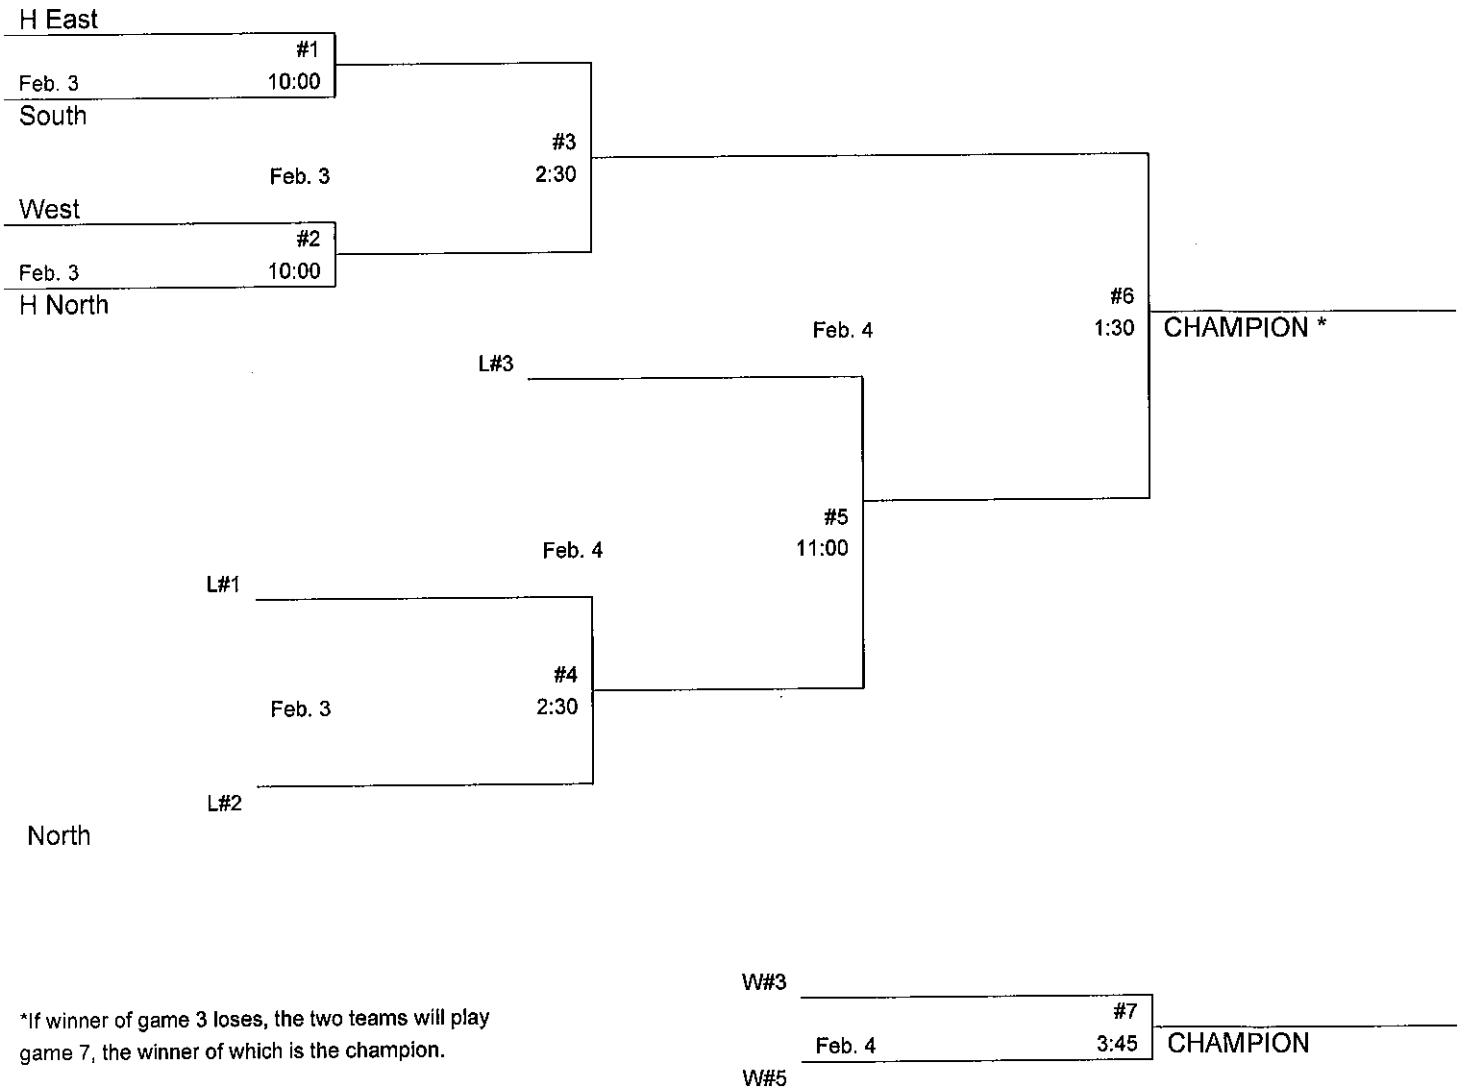 H East
#1
Feb. 3 10:00
South
#3
Feb. 3 2:30
West
#2
Feb. 3 10:00
H North
#6
Feb. 4 1:30 CHAMPION *
L#3
#5
Feb. 4 11:00
L#1
#4
Feb. 3 2:30
L#2
North
W#3
*If winner of game 3 loses, the two teams will play
game 7, the winner of which is the champion.
#7
Feb. 4 3:45 CHAMPION
W#5